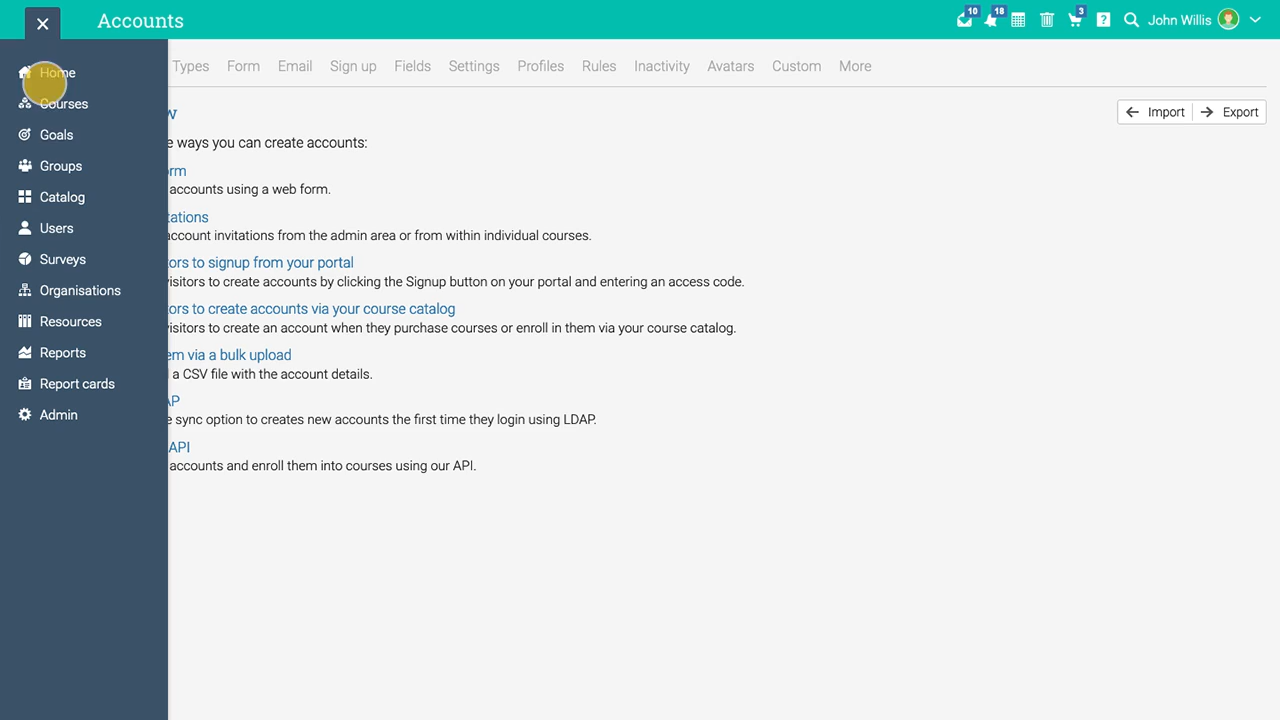 Accounts
10
18
3
John Willis
Home
Courses
Goals
Groups
Catalog
Users
Surveys
Organisations
Resources
Reports
Report cards
Admin
Types Form Email Sign up Fields Settings Profiles Rules Inactivity Avatars Custom More
Import Export
ways you can create accounts:
accounts using a web form.
account invitations from the admin area or from within individual courses.
to signup from your portal
visitors to create accounts by clicking the Signup button on your portal and entering an access code.
to create accounts via your course catalog
visitors to create an account when they purchase courses or enroll in them via your course catalog.
via a bulk upload
a CSV file with the account details.
sync option to creates new accounts the first time they login using LDAP.
API
accounts and enroll them into courses using our API.